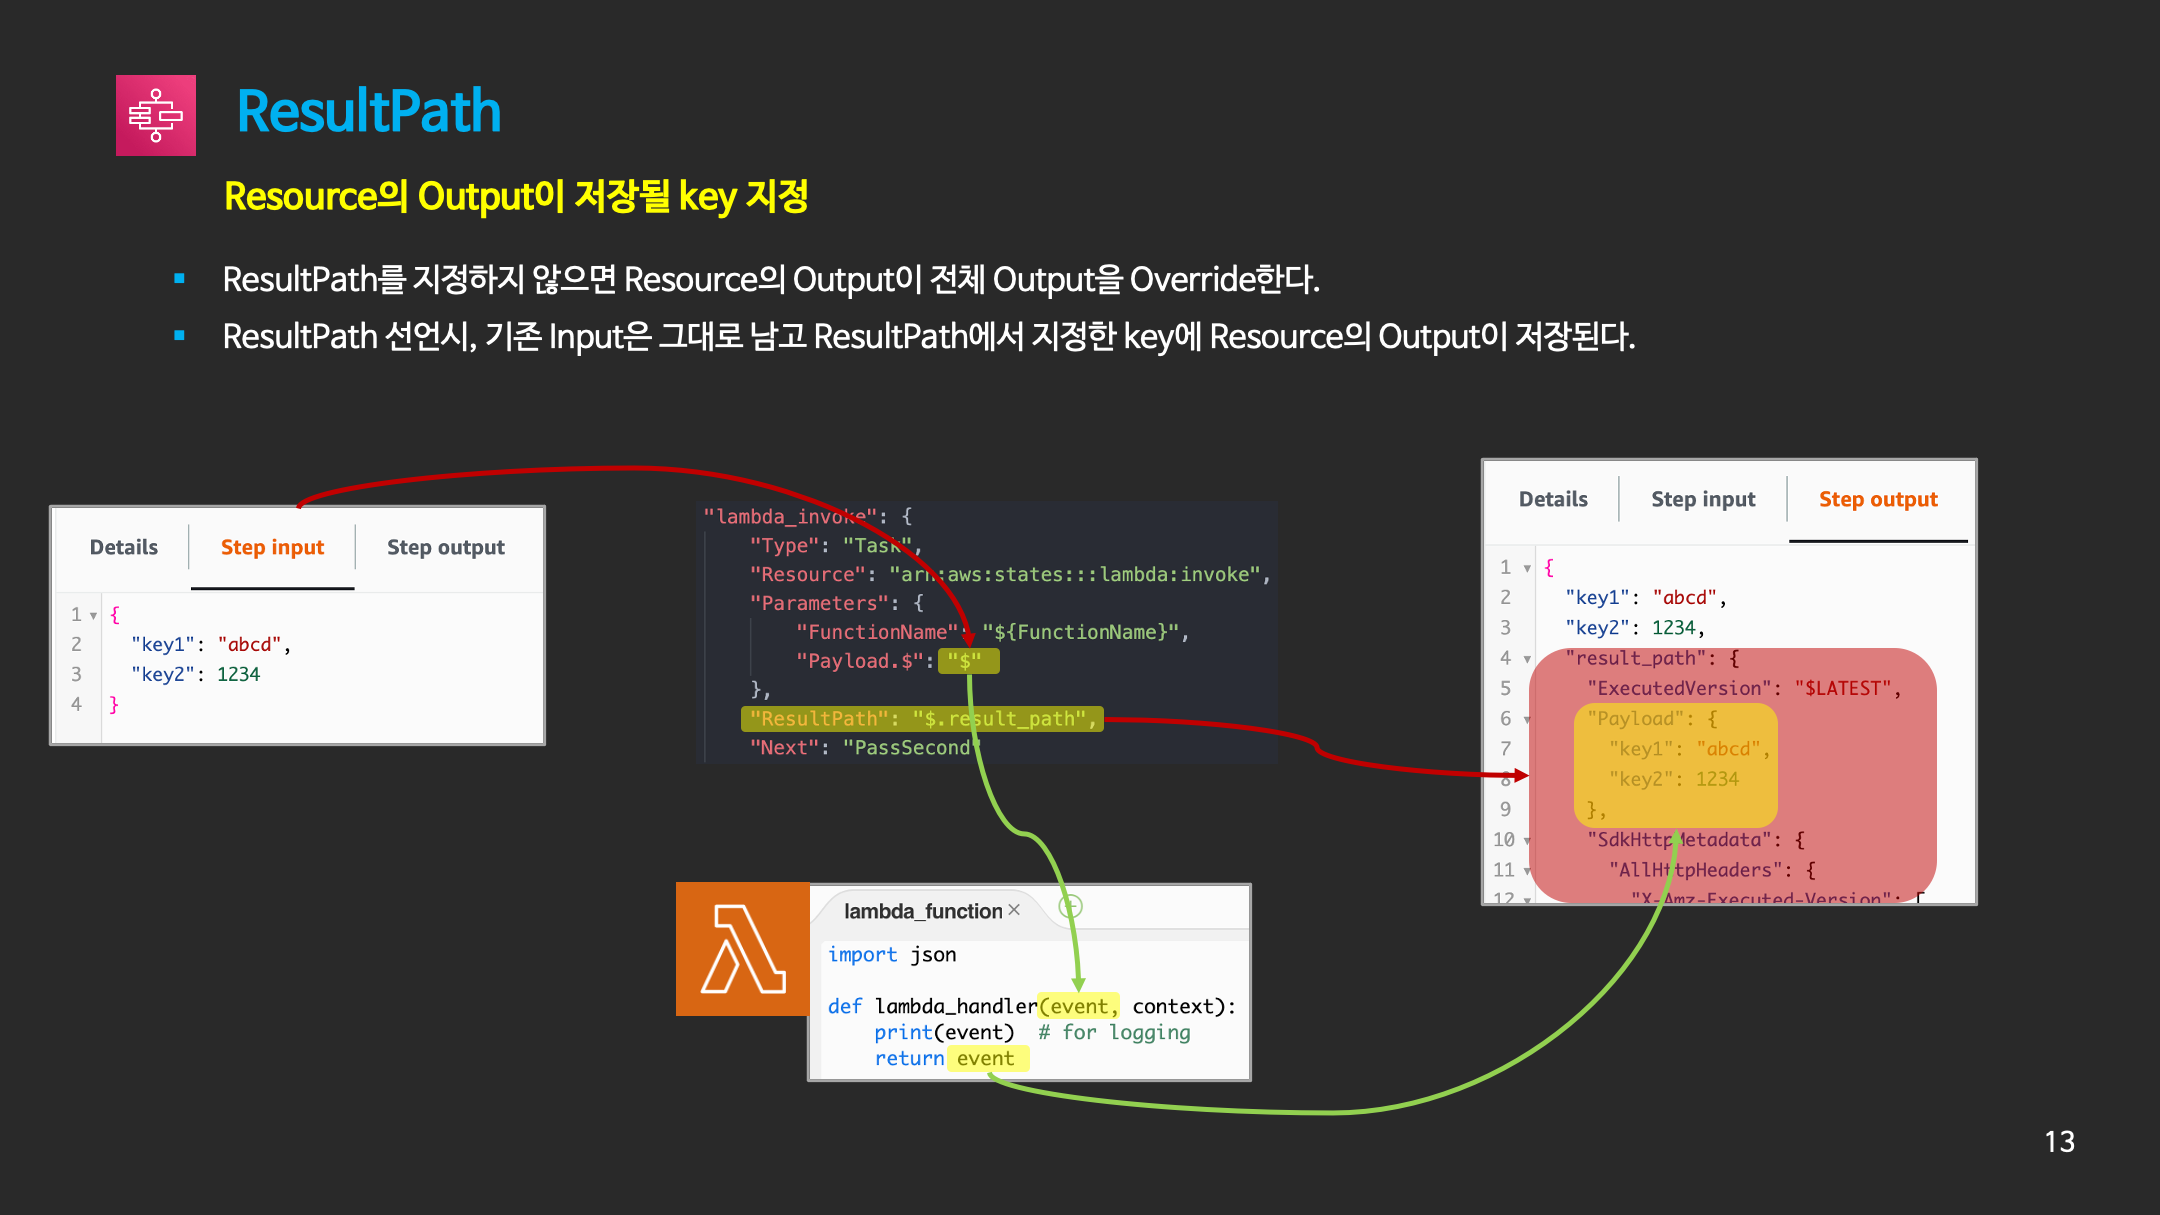 ResultPath
Resource의 Output이 저장될 key 지정
ResultPath를 지정하지 않으면 Resource의 Output이 전체 Output을 Override한다.
ResultPath 선언시, 기존 Input은 그대로 남고 ResultPath에서 지정한 key에 Resource의 Output이 저장된다.
Details Step input Step output
1 {
2 "key1": "abcd",
3 "key2": 1234
4 }
"lambda_invoke": {
"Type": "Task",
"Resource": "arn:aws:states:::lambda:invoke",
"Parameters": {
"FunctionName": "${FunctionName}",
"Payload.$": "$"
},
"ResultPath": "$.result_path",
"Next": "PassSecond"
Details Step input Step output
1 {
2 "key1": "abcd",
3 "key2": 1234,
4 "result_path": {
5 "ExecutedVersion": "$LATEST",
6 "Payload": {
7 "key1": "abcd",
8 "key2": 1234
9 },
10 "SdkHttpMetadata": {
11 "AllHttpHeaders": {
12 "X-Amz-Executed-Version": [
lambda_function ×
import json
def lambda_handler(event, context):
print(event) # for logging
return event
13